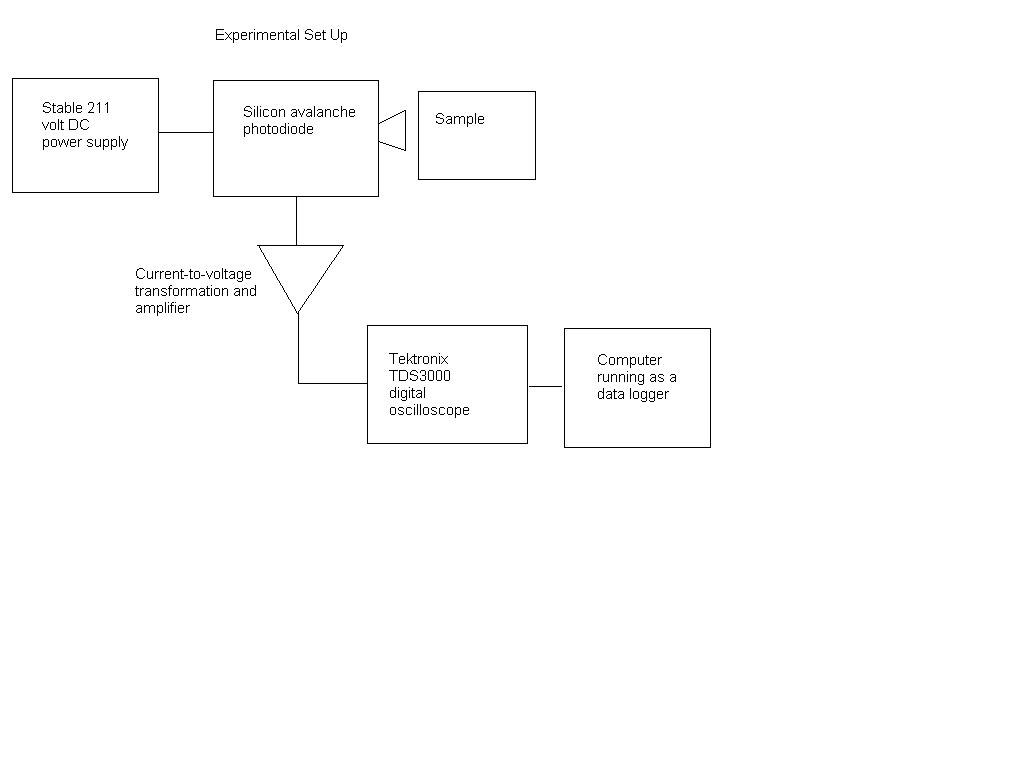 Experimental Set Up
Stable 211
volt DC
power supply
Silicon avalanche
photodiode
Sample
Current-to-voltage
transformation and
amplifier
Tektronix
TDS3000
digital
oscilloscope
Computer
running as a
data logger